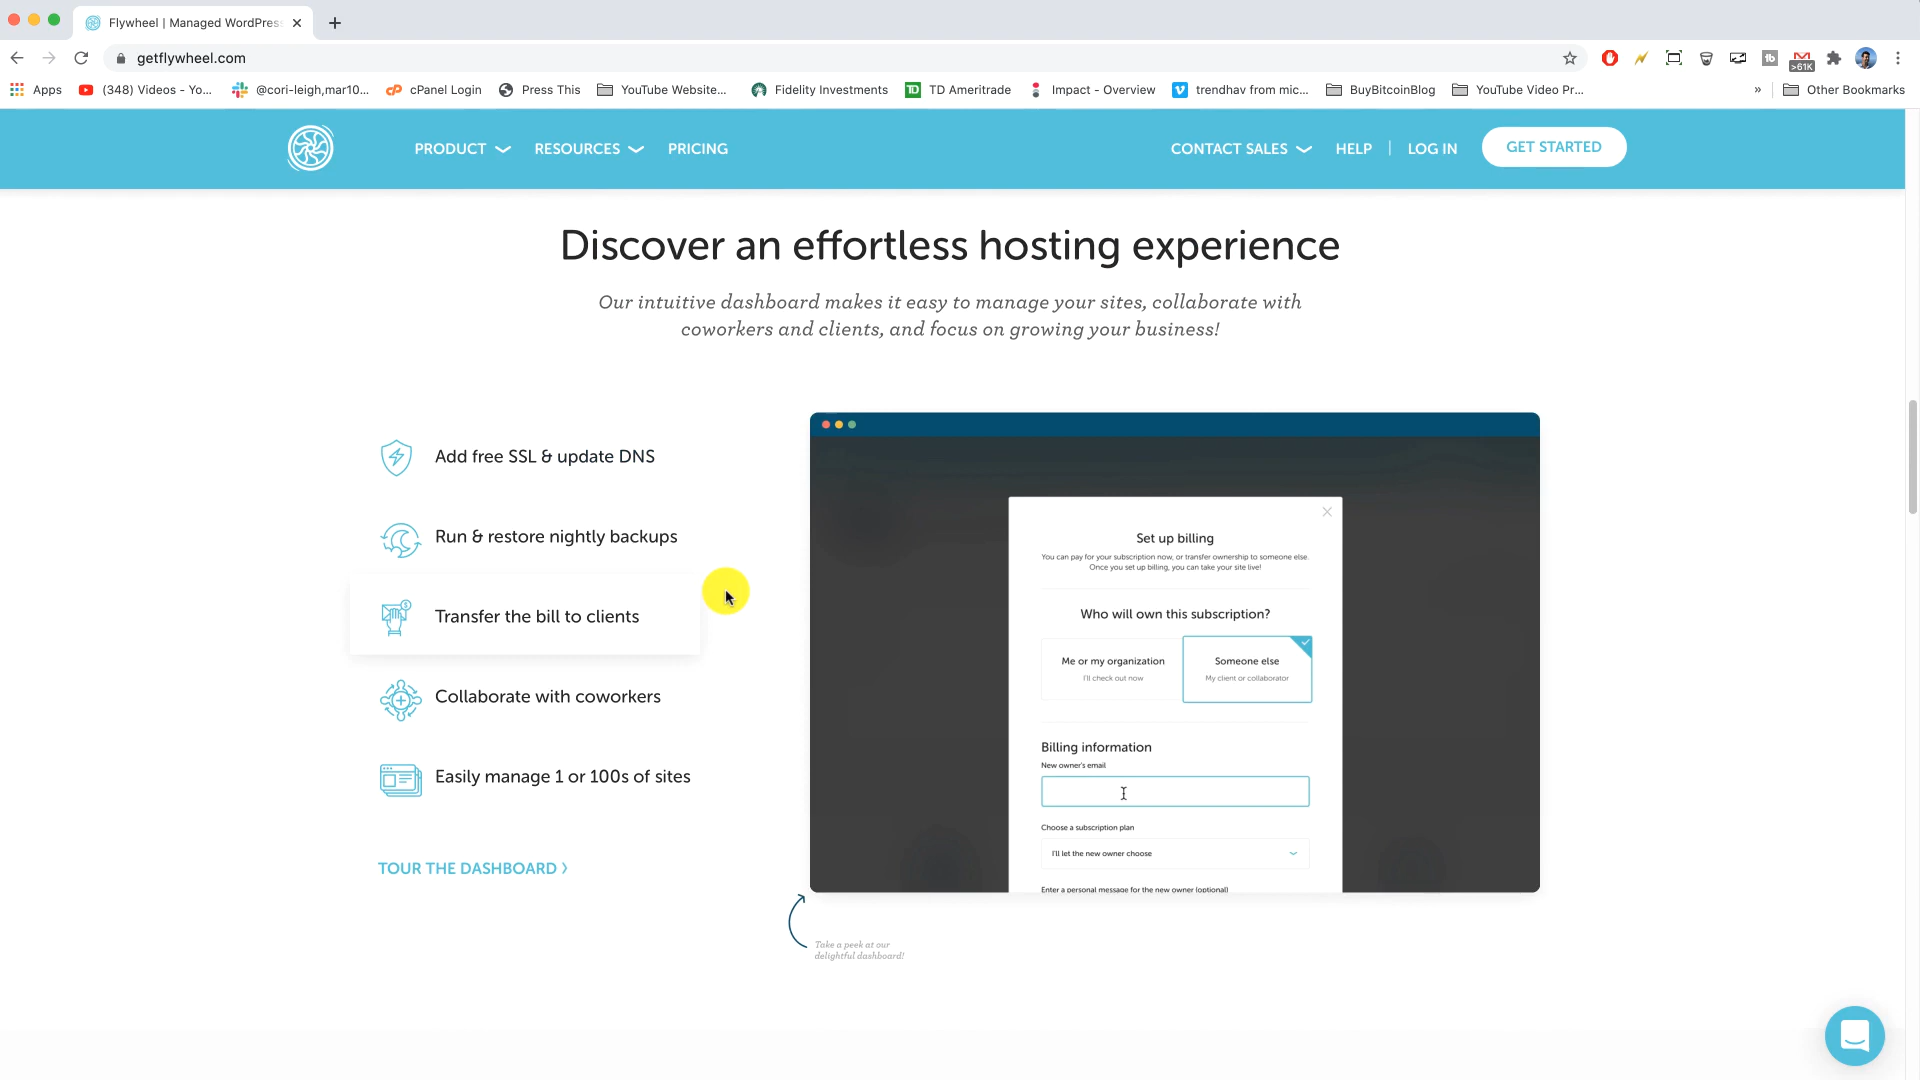 Flywheel | Managed WordPres
getflywheel.com
>61K
Apps
(348) Videos - Yo...
@cori-leigh,mar10...
cPanel Login
Press This
YouTube Website...
Fidelity Investments
TD Ameritrade
Impact - Overview
trendhav from mic...
BuyBitcoinBlog
YouTube Video Pr...
»
Other Bookmarks
PRODUCT
RESOURCES
PRICING
CONTACT SALES
HELP
LOG IN
GET STARTED
Discover an effortless hosting experience
Our intuitive dashboard makes it easy to manage your sites, collaborate with
coworkers and clients, and focus on growing your business!
Add free SSL & update DNS
Run & restore nightly backups
Transfer the bill to clients
Collaborate with coworkers
Easily manage 1 or 100s of sites
TOUR THE DASHBOARD >
Set up billing
You can pay for your subscription now, or transfer ownership to someone else.
Once you set up billing, you can take your site live!
Who will own this subscription?
Me or my organization
I'll check out now
Someone else
My client or collaborator
Billing information
New owner's email
Choose a subscription plan
I'll let the new owner choose
Enter a personal message for the new owner (optional)
Take a peek at our
delightful dashboard!